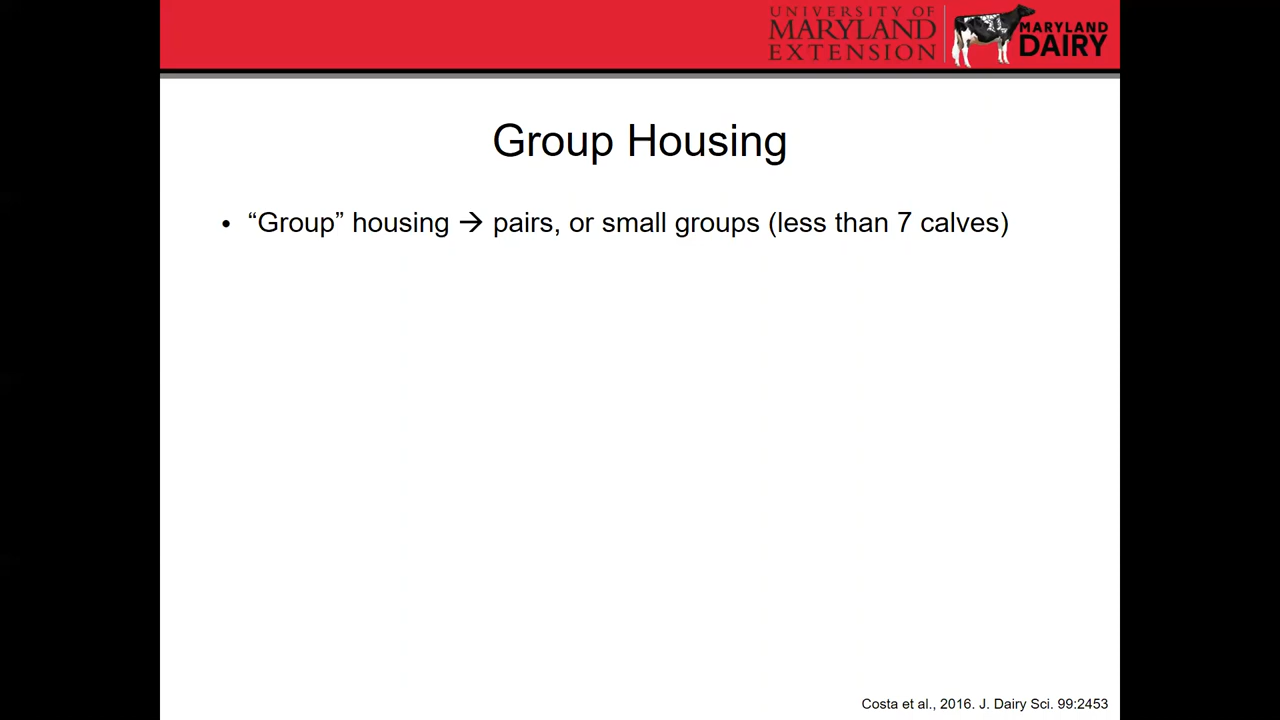 UNIVERSITY OF
MARYLAND
EXTENSION
MARYLAND
DAIRY
Group Housing
• “Group” housing → pairs, or small groups (less than 7 calves)
Costa et al., 2016. J. Dairy Sci. 99:2453